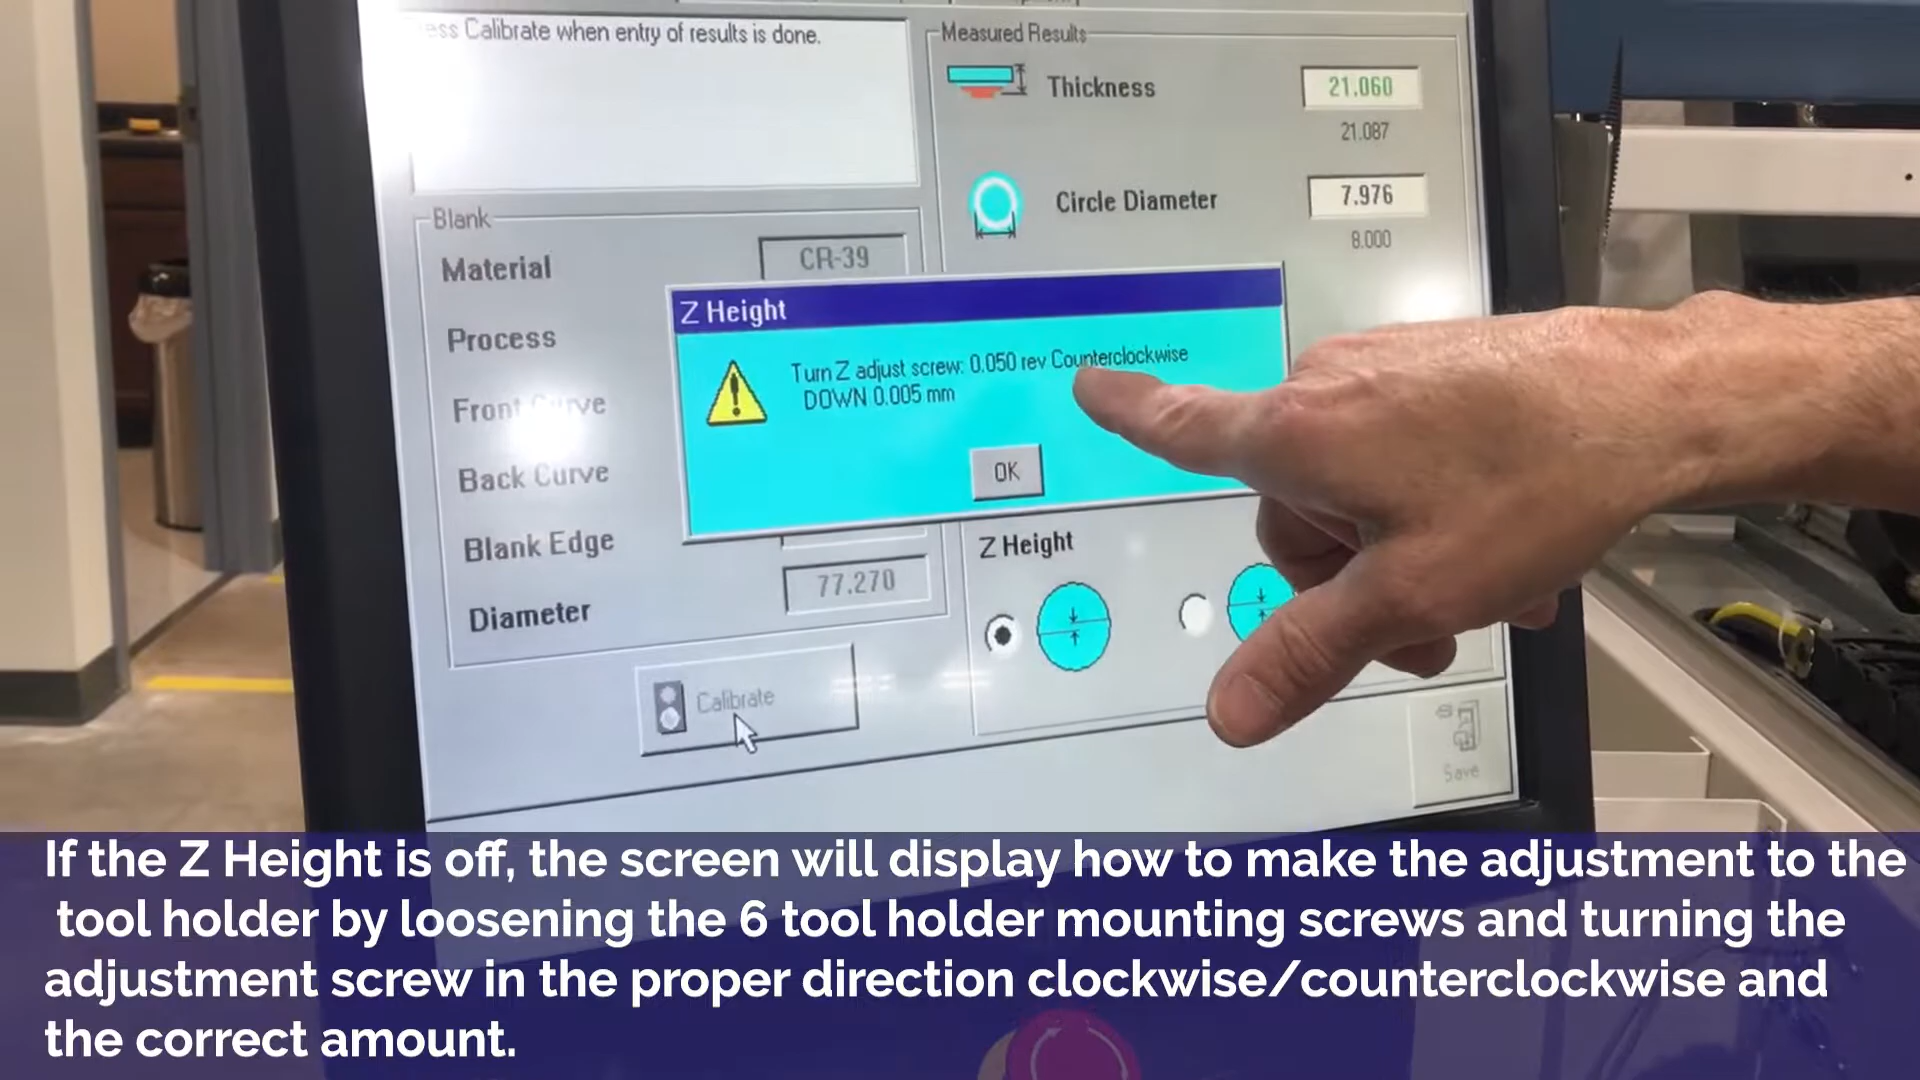 ess Calibrate when entry of results is done.
Measured Results
Thickness
21.060
21.087
Circle Diameter
7.976
8.000
Blank
Material
CR-39
Process
Front Curve
Back Curve
Blank Edge
Diameter
77.270
Z Height
Turn Z adjust screw: 0.050 rev Counterclockwise
DOWN 0.005 mm
OK
Z Height
Calibrate
Save
If the Z Height is off, the screen will display how to make the adjustment to the
tool holder by loosening the 6 tool holder mounting screws and turning the
adjustment screw in the proper direction clockwise/counterclockwise and
the correct amount.